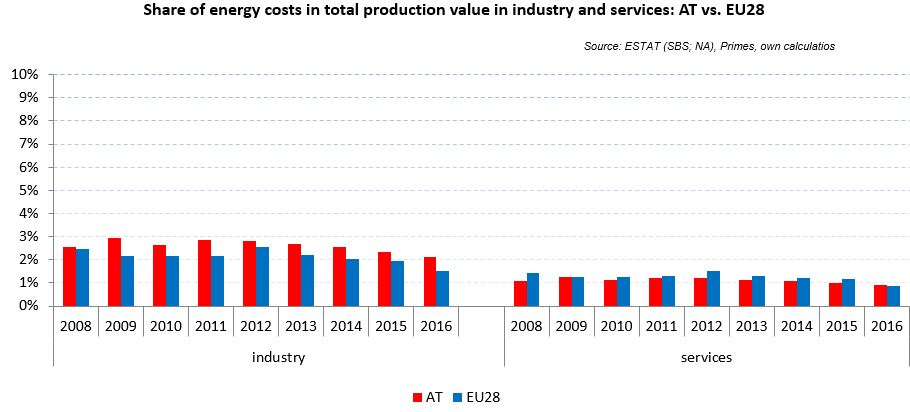 Share of energy costs in total production value in industry and services: AT vs. EU28
Source: ESTAT (SBS; NA), Primes, own calculatios
10%
9%
8%
7%
6%
5%
4%
3%
2%
1%
0%
2008 2009 2010 2011 2012 2013 2014 2015 2016 2008 2009 2010 2011 2012 2013 2014 2015 2016
industry services
AT EU28